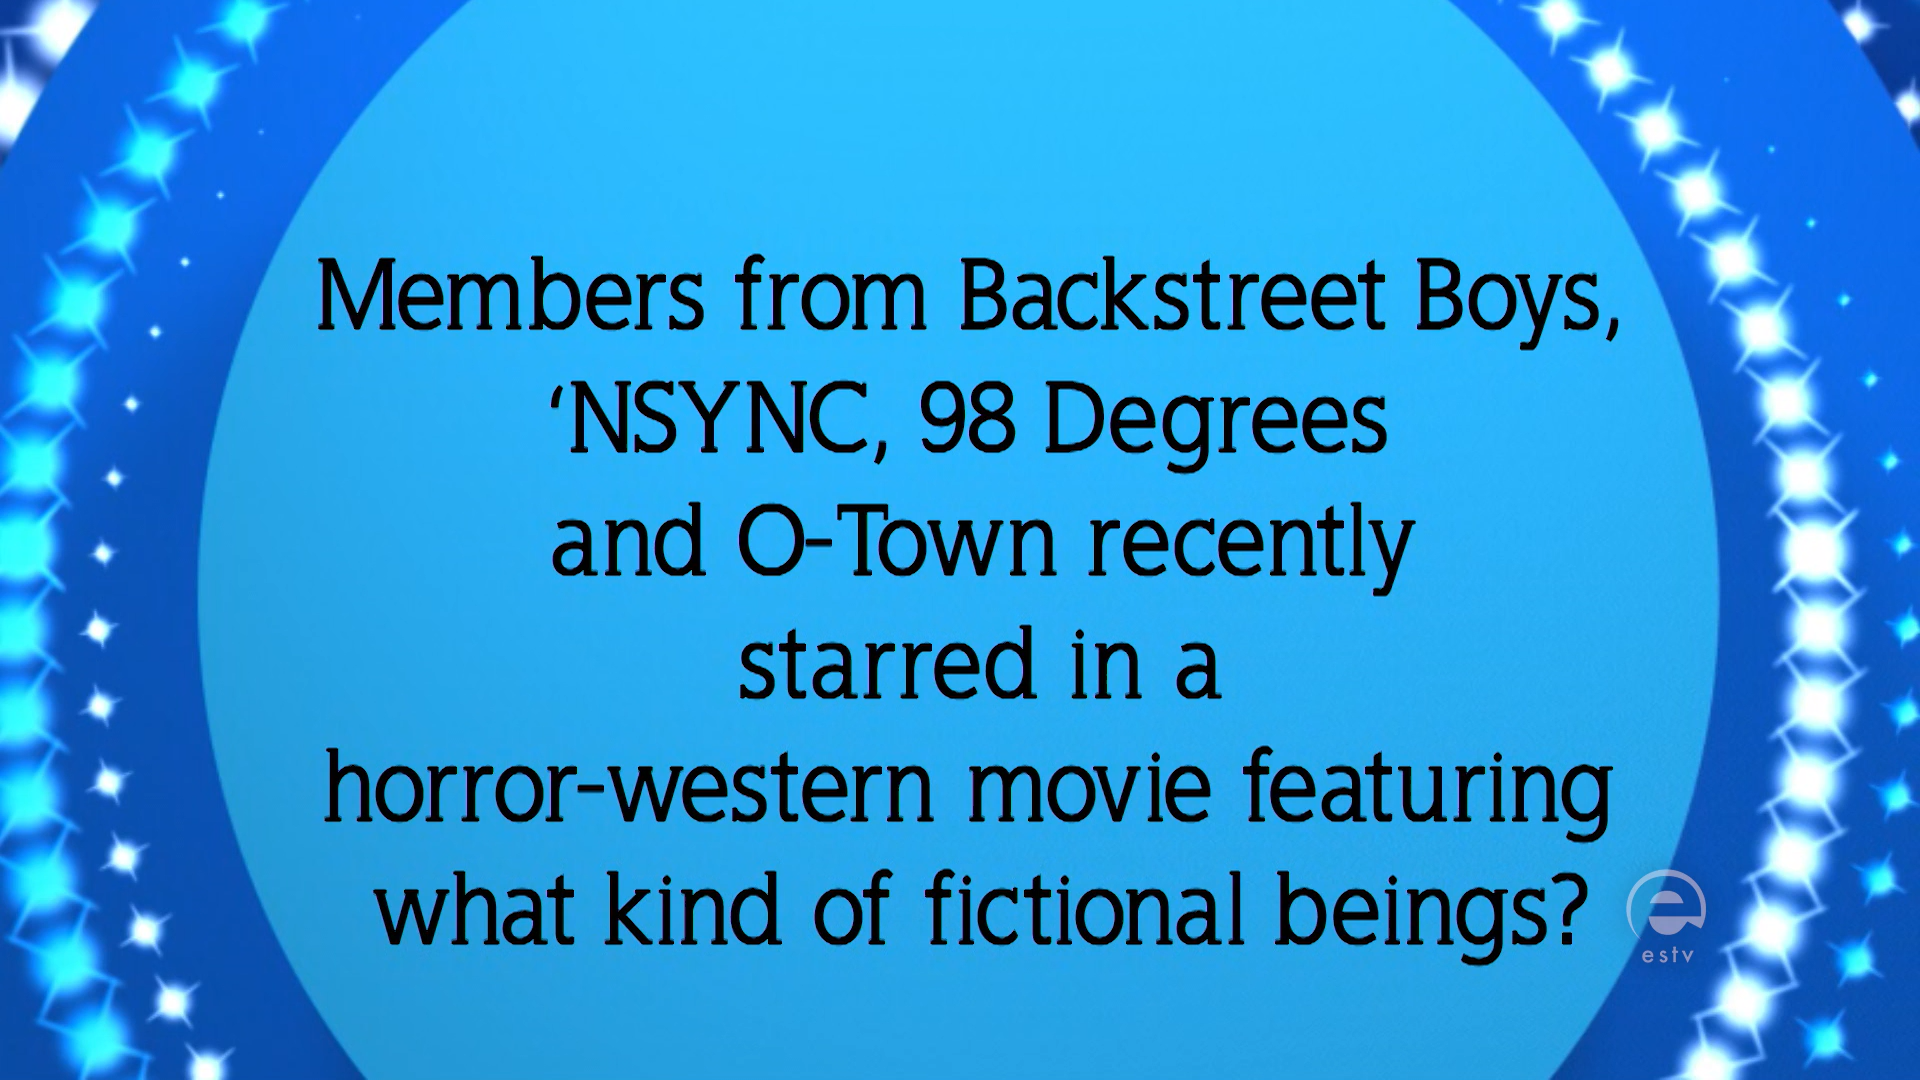 Members from Backstreet Boys,
‘NSYNC, 98 Degrees
and O-Town recently
starred in a
horror-western movie featuring
what kind of fictional beings?
e
estv